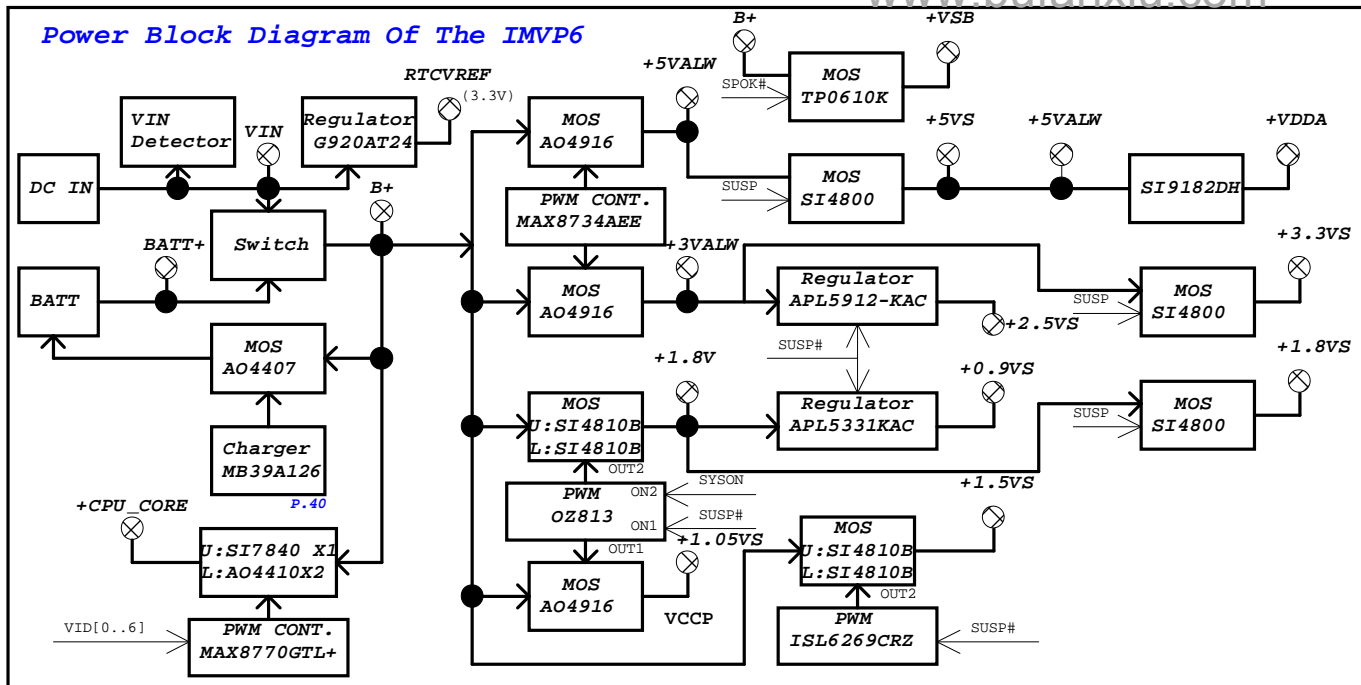 www.bufanxiu.com
Power Block Diagram Of The IMVP6
B+
+VSB
RTCVREF
(3.3V)
+5VALW
SPOK#
MOS
TP0610K
VIN
Detector
VIN
Regulator
G920AT24
MOS
AO4916
+5VS
+5VALW
+VDDA
DC IN
B+
SUSP
MOS
SI4800
SI9182DH
PWM CONT.
MAX8734AEE
BATT+
Switch
+3VALW
+3.3VS
BATT
MOS
AO4916
Regulator
APL5912-KAC
SUSP
MOS
SI4800
+2.5VS
MOS
AO4407
SUSP#
+1.8V
+0.9VS
+1.8VS
MOS
U:SI4810B
L:SI4810B
Regulator
APL5331KAC
SUSP
MOS
SI4800
Charger
MB39A126
P.40
OUT2
SYSON
PWM
OZ813
ON2
ON1
SUSP#
+1.5VS
+CPU_CORE
OUT1
+1.05VS
MOS
U:SI4810B
L:SI4810B
U:SI7840 X1
L:AO4410X2
MOS
AO4916
OUT2
VCCP
VID[0..6]
PWM CONT.
MAX8770GTL+
PWM
ISL6269CRZ
SUSP#